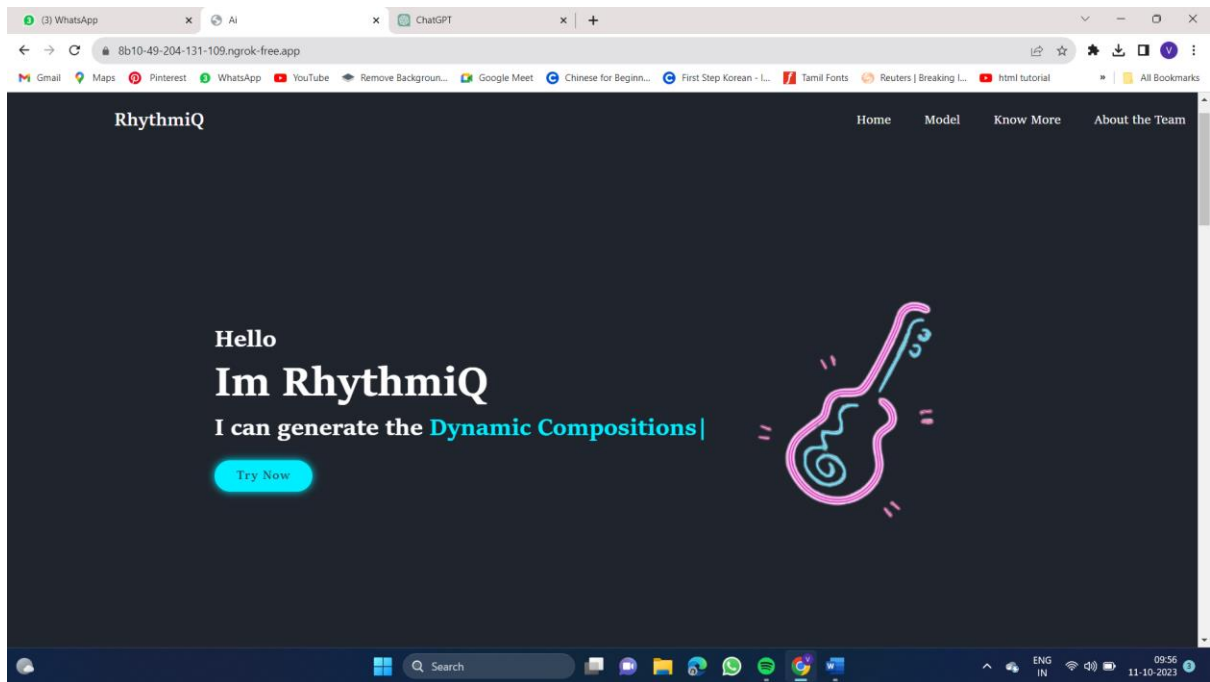 (3) WhatsApp
Ai
ChatGPT
8b10-49-204-131-109.ngrok-free.app
Gmail Maps Pinterest WhatsApp YouTube Remove Backgroun... Google Meet Chinese for Beginn... First Step Korean - I... Tamil Fonts Reuters | Breaking I... html tutorial » All Bookmarks
RhythmiQ Home Model Know More About the Team
Hello
Im RhythmiQ
I can generate the Dynamic Compositions|
Try Now
Search
ENG
IN
09:56
11-10-2023